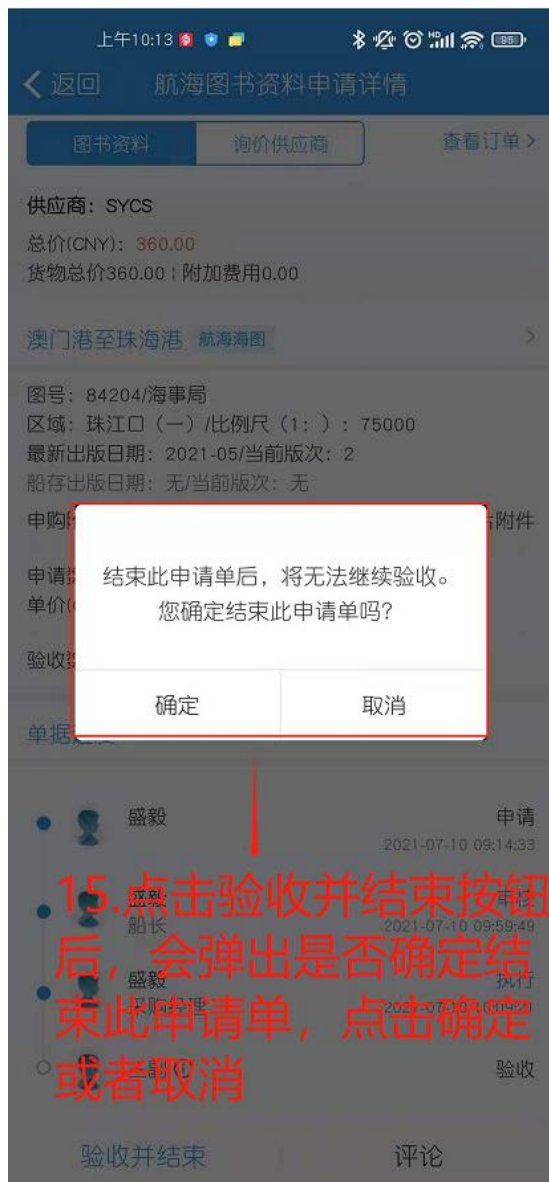 上午10:13
95
返回 航海图书资料申请详情
图书资料 询价供应商 查看订单
供应商：SYCS
总价(CNY)：360.00
货物总价360.00 | 附加费用0.00
澳门港至珠海港 航海海图
图号：84204/海事局
区域：珠江口（一）/比例尺（1：）：75000
最新出版日期：2021-05/当前版次：2
船存出版日期：无/当前版次：无
申购 附件
结束此申请单后，将无法继续验收。
您确定结束此申请单吗？
申请
单价(
验收
确定 取消
单据进度
盛毅 申请
2021-07-10 09:14:33
盛毅 审核
船长 2021-07-10 09:59:49
盛毅 执行
采购经理
验收
15.点击验收并结束按钮
后，会弹出是否确定结
束此申请单，点击确定
或者取消
验收并结束 评论